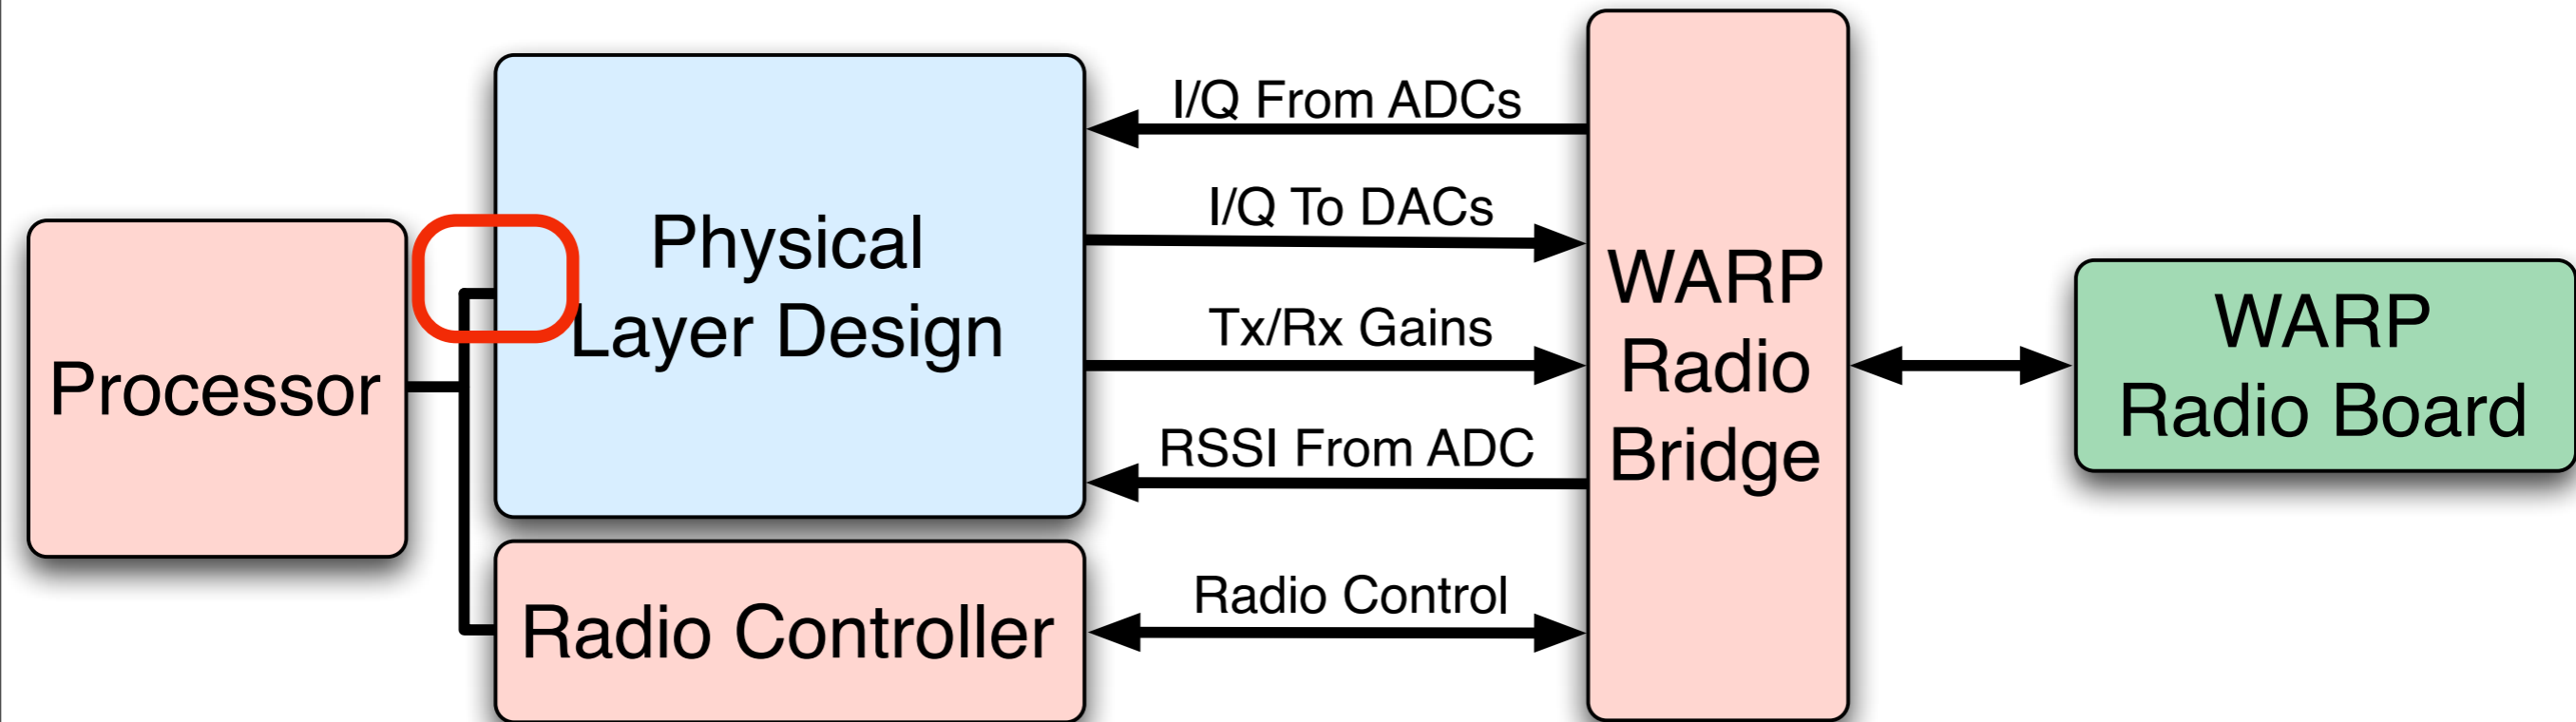 Processor
Physical
Layer Design
Radio Controller
I/Q From ADCs
I/Q To DACs
Tx/Rx Gains
RSSI From ADC
Radio Control
WARP
Radio
Bridge
WARP
Radio Board